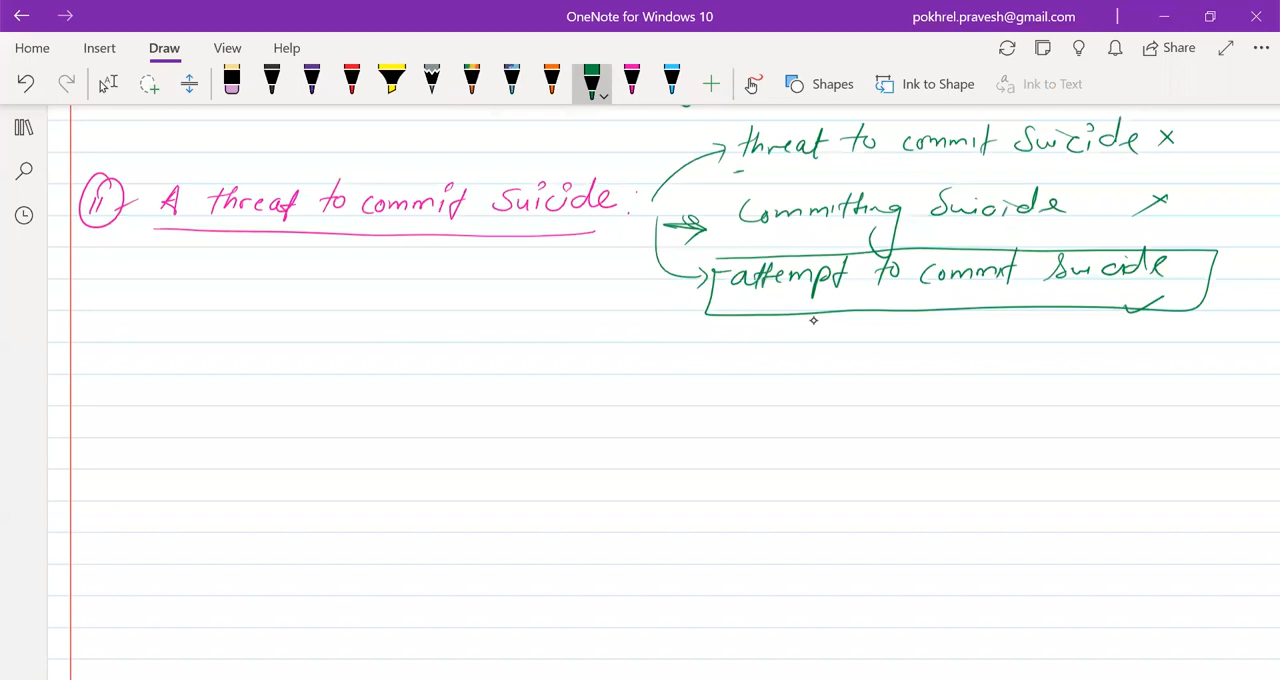 OneNote for Windows 10
pokhrel.pravesh@gmail.com
Home Insert Draw View Help
Share
Shapes Ink to Shape Ink to Text
threat to commit Suicide ×
ii A threat to commit Suicide :
Committing Suicide ×
attempt to commit Suicide ✓